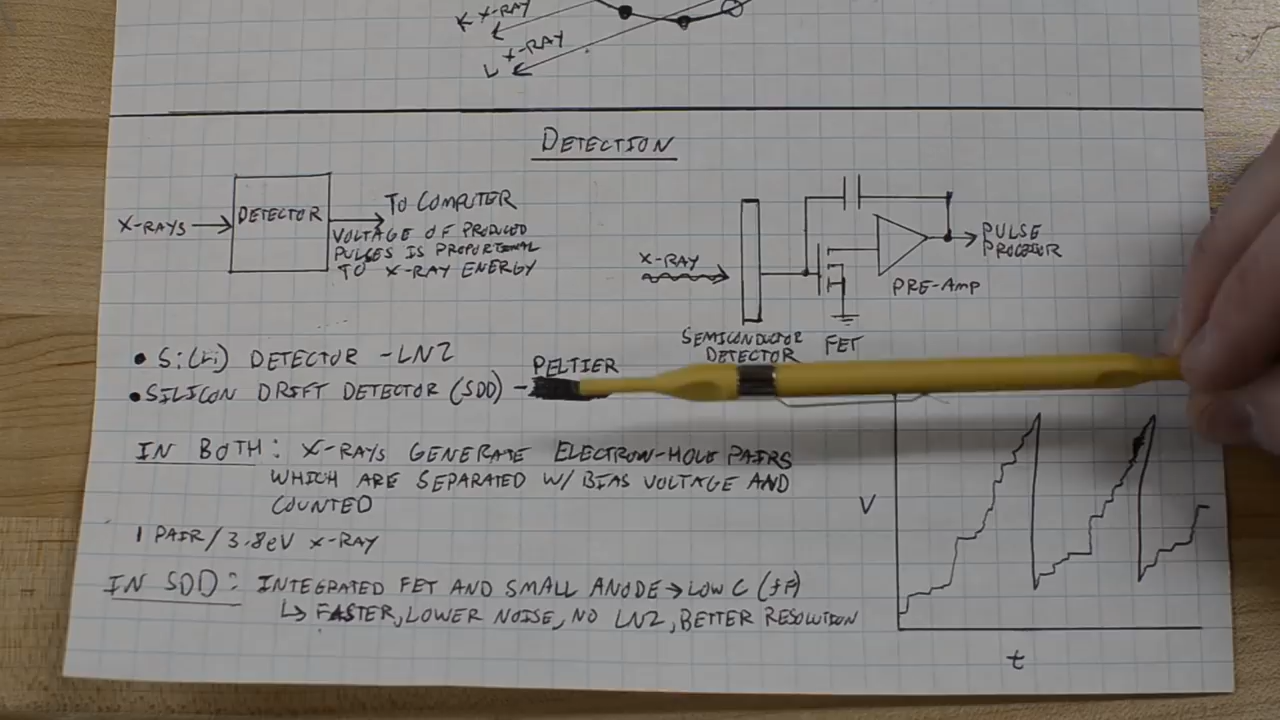 K X-RAY
X-RAY
L
DETECTION
X-RAYS
DETECTOR
TO COMPUTER
VOLTAGE OF PRODUCED
PULSES IS PROPORTIONAL
TO X-RAY ENERGY
X-RAY
SEMICONDUCTOR
DETECTOR
FET
PRE-AMP
PULSE
PROCESSOR
• Si(Li) DETECTOR - LN2
• SILICON DRIFT DETECTOR (SDD) - PELTIER
IN BOTH: X-RAYS GENERATE ELECTRON-HOLE PAIRS
WHICH ARE SEPARATED W/ BIAS VOLTAGE AND
COUNTED
1 PAIR/3.8eV X-RAY
IN SDD: INTEGRATED FET AND SMALL ANODE → LOW C (fF)
↳ FASTER, LOWER NOISE, NO LN2, BETTER RESOLUTION
V
t